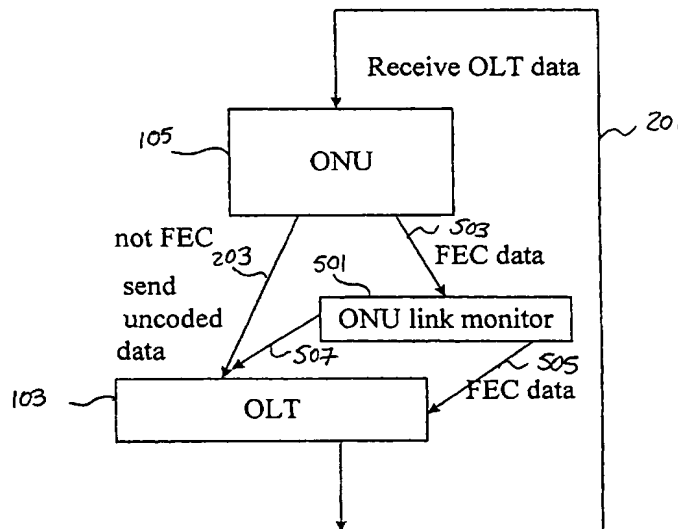 Receive OLT data
20
105
ONU
not FEC
203
503
FEC data
send
uncoded
data
501
ONU link monitor
507
505
FEC data
103
OLT